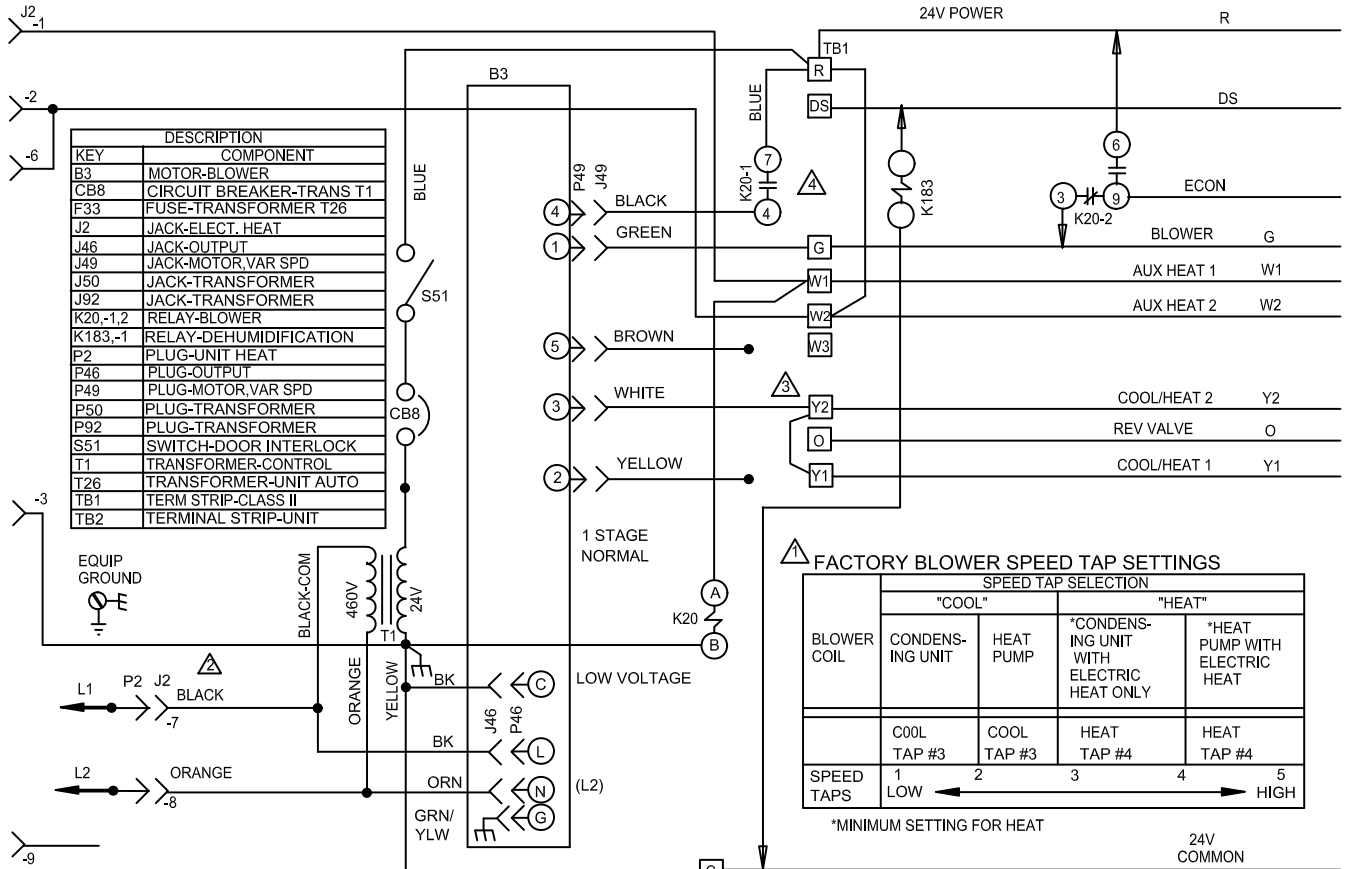 J2
-1
-2
-6
DESCRIPTION
KEY COMPONENT
B3 MOTOR-BLOWER
CB8 CIRCUIT BREAKER-TRANS T1
F33 FUSE-TRANSFORMER T26
J2 JACK-ELECT. HEAT
J46 JACK-OUTPUT
J49 JACK-MOTOR,VAR SPD
J50 JACK-TRANSFORMER
J92 JACK-TRANSFORMER
K20,-1,2 RELAY-BLOWER
K183,-1 RELAY-DEHUMIDIFICATION
P2 PLUG-UNIT HEAT
P46 PLUG-OUTPUT
P49 PLUG-MOTOR,VAR SPD
P50 PLUG-TRANSFORMER
P92 PLUG-TRANSFORMER
S51 SWITCH-DOOR INTERLOCK
T1 TRANSFORMER-CONTROL
T26 TRANSFORMER-UNIT AUTO
TB1 TERM STRIP-CLASS II
TB2 TERMINAL STRIP-UNIT
-3
EQUIP
GROUND
BLACK-COM
460V
24V
T1
2
L1 P2 J2 BLACK
-7
L2 ORANGE
-8
-9
ORANGE
YELLOW
BLUE
S51
CB8
B3
4 P49 J49 BLACK
1 GREEN
5 BROWN
3 WHITE
2 YELLOW
1 STAGE
NORMAL
LOW VOLTAGE
BK C
J46 P46
BK L
ORN N (L2)
GRN/
YLW
G
A
K20
B
BLUE
7
K20-1
4
4
24V POWER R
TB1
R
DS DS
K183
6
3 9 ECON
K20-2
G BLOWER G
W1 AUX HEAT 1 W1
W2 AUX HEAT 2 W2
W3
3
Y2 COOL/HEAT 2 Y2
O REV VALVE O
Y1 COOL/HEAT 1 Y1
1 FACTORY BLOWER SPEED TAP SETTINGS
SPEED TAP SELECTION
"COOL" "HEAT"
BLOWER
COIL
CONDENS-
ING UNIT
HEAT
PUMP
*CONDENS-
ING UNIT
WITH
ELECTRIC
HEAT ONLY
*HEAT
PUMP WITH
ELECTRIC
HEAT
C00L
TAP #3
COOL
TAP #3
HEAT
TAP #4
HEAT
TAP #4
SPEED
TAPS
1 2 3 4 5
LOW HIGH
*MINIMUM SETTING FOR HEAT
24V
COMMON